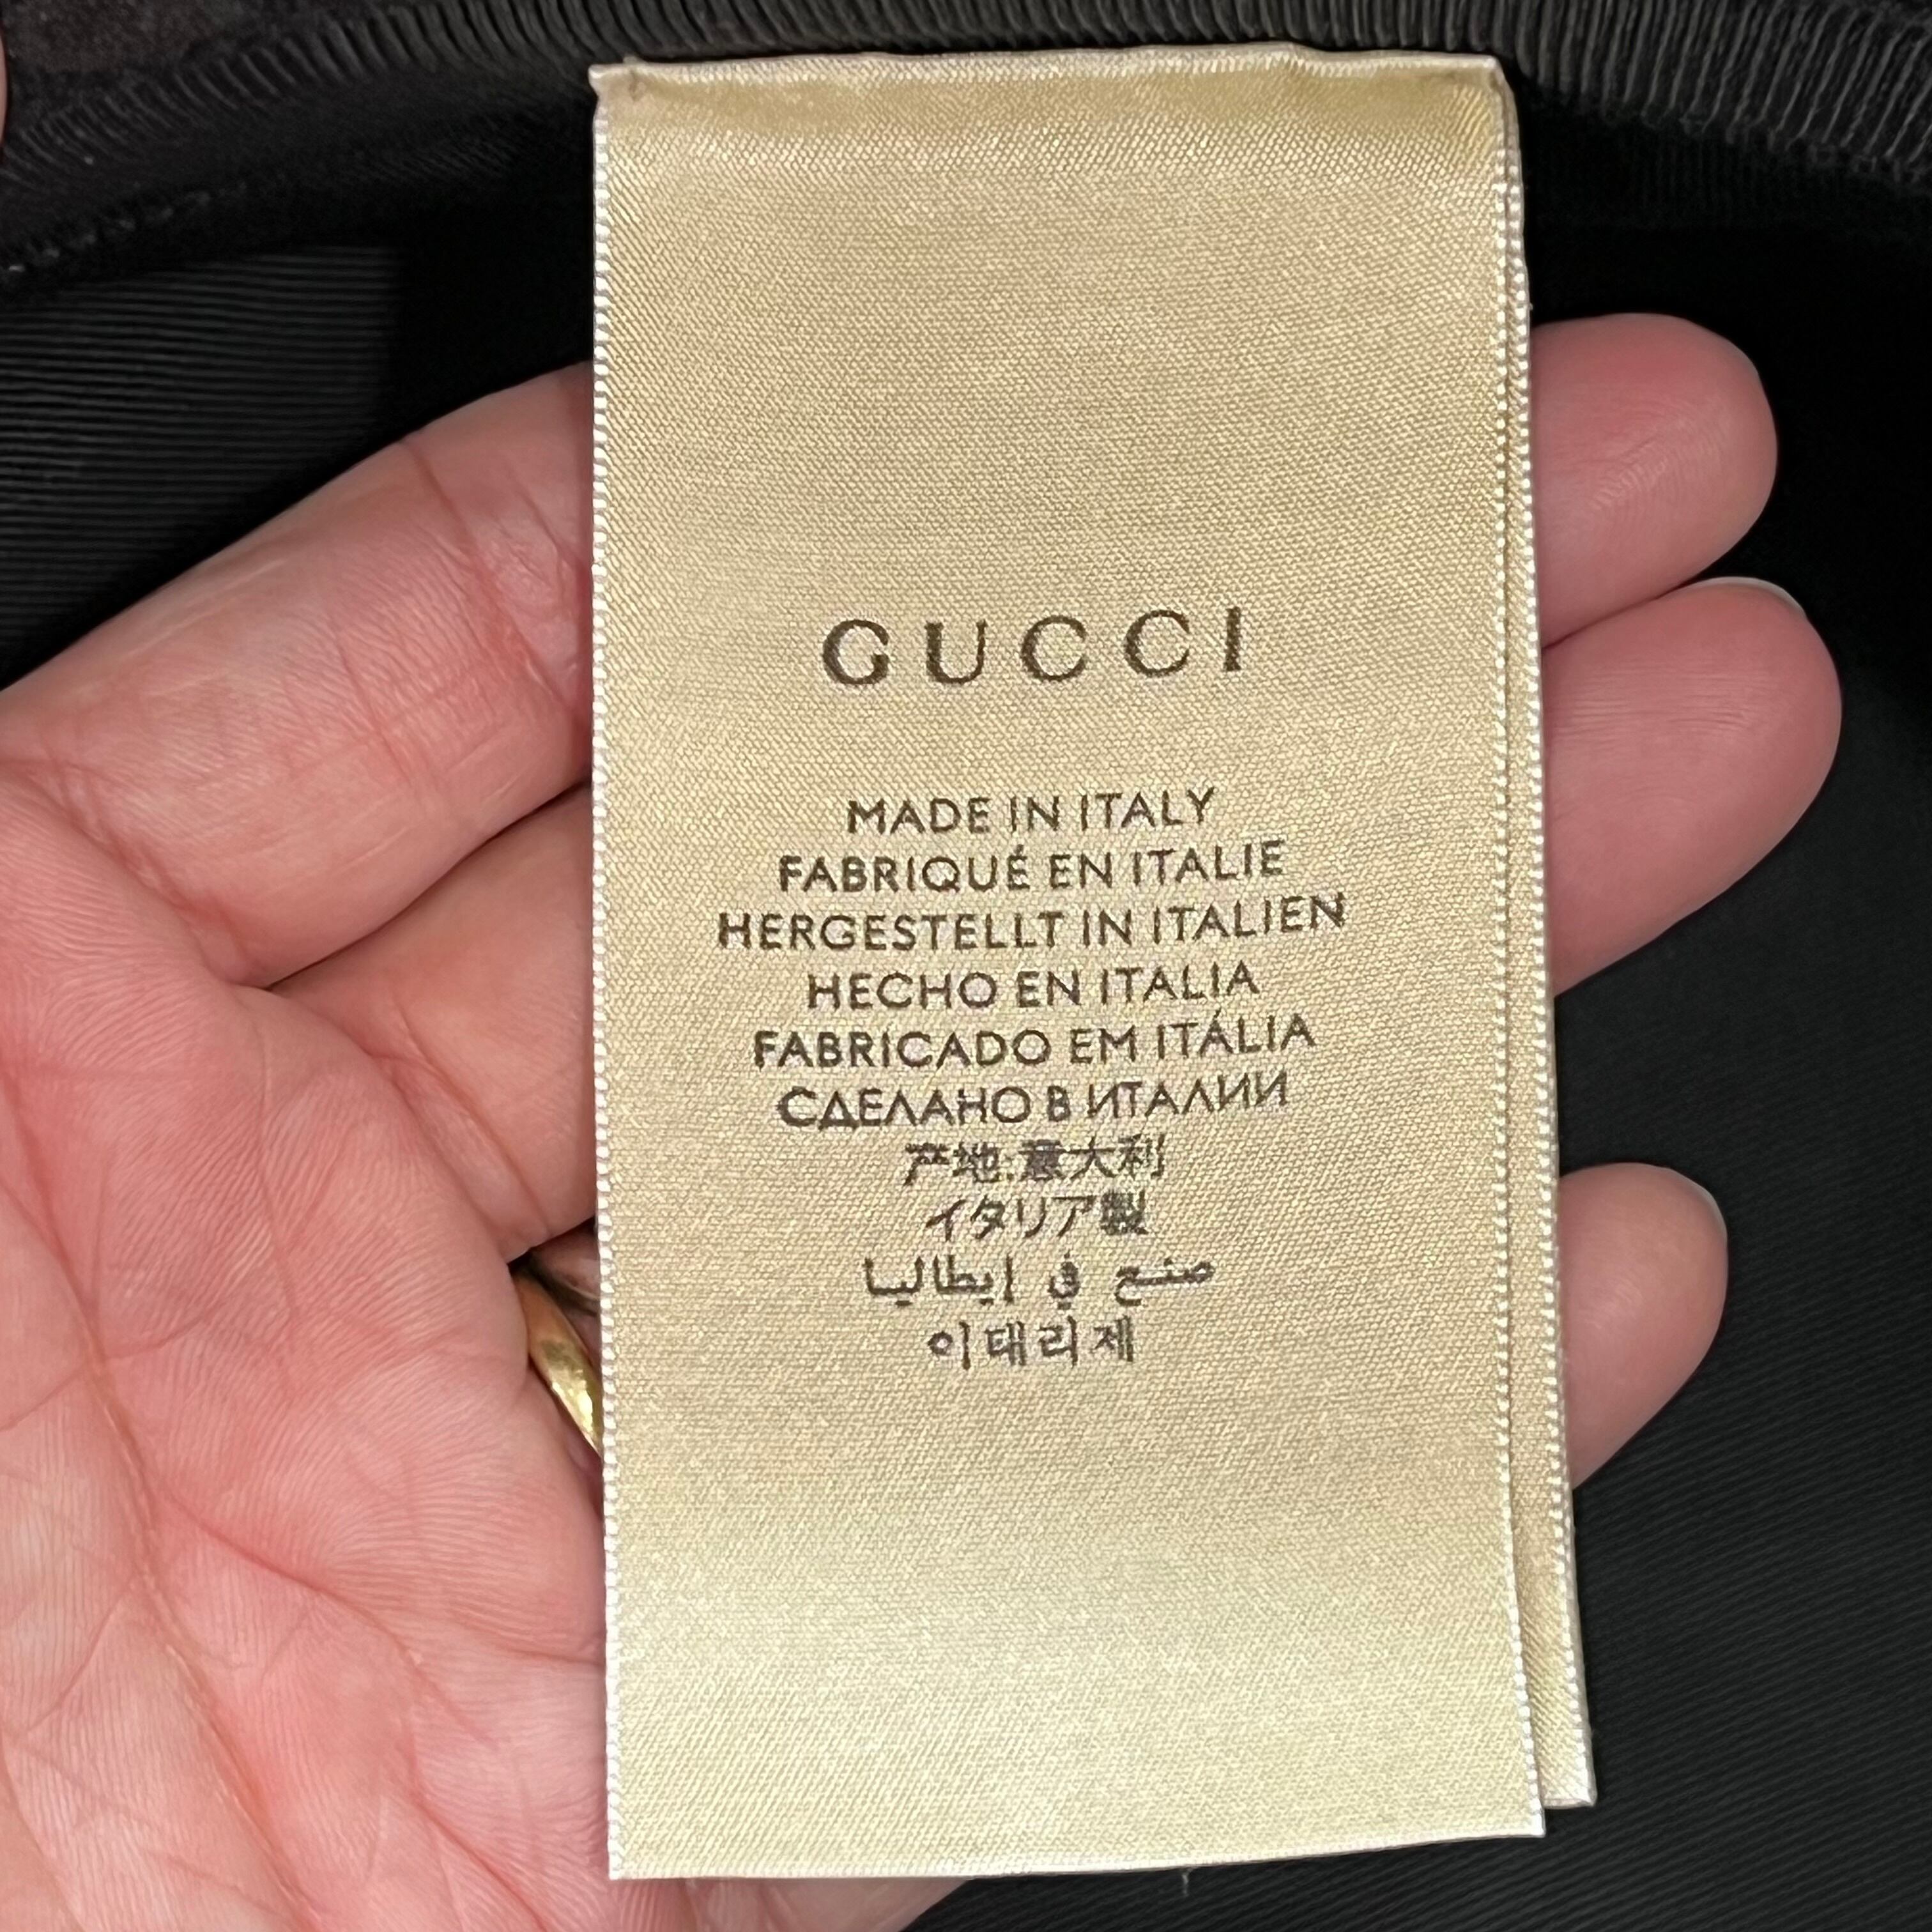 GUCCI
MADE IN ITALY
FABRIQUÉ EN ITALIE
HERGESTELLT IN ITALIEN
HECHO EN ITALIA
FABRICADO EM ITÁLIA
СДЕЛАНО В ИТАЛИИ
产地:意大利
イタリア製
صنع في إيطاليا
이태리제